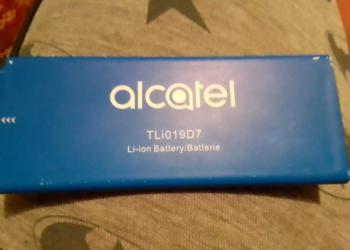 alcatel
TLi019D7
Li-ion Battery/Batterie